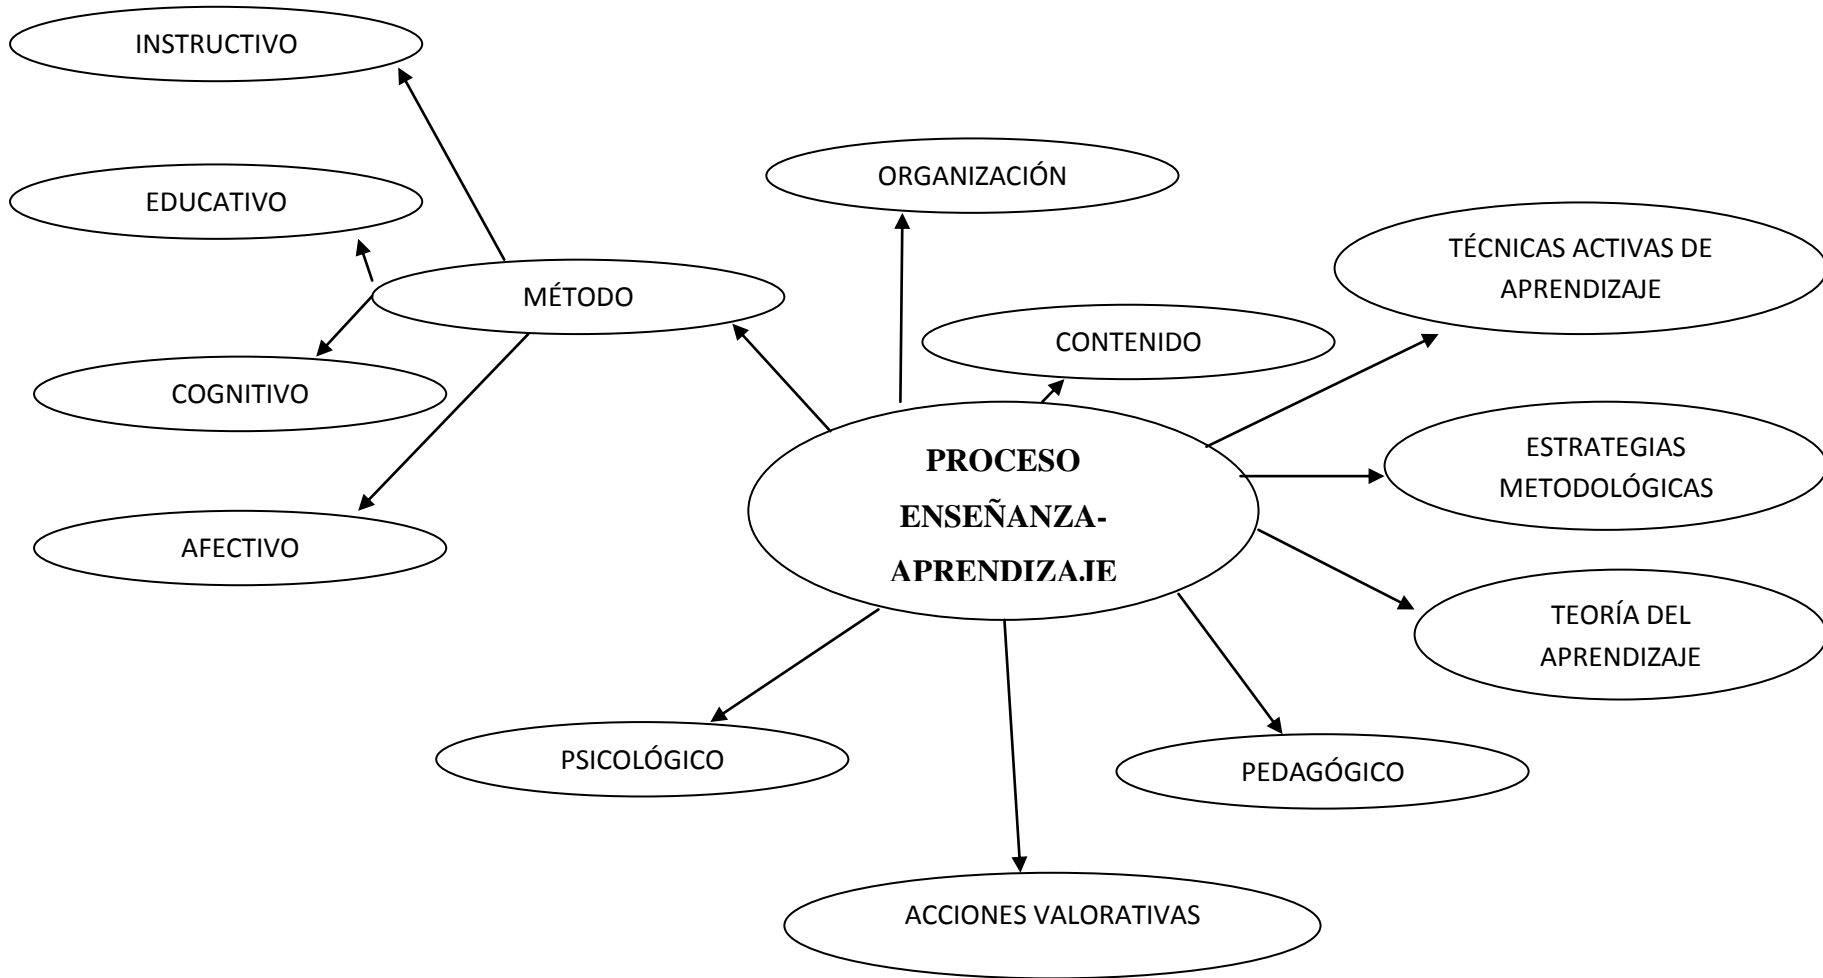 INSTRUCTIVO
EDUCATIVO
MÉTODO
COGNITIVO
AFECTIVO
ORGANIZACIÓN
CONTENIDO
TÉCNICAS ACTIVAS DE
APRENDIZAJE
ESTRATEGIAS
METODOLÓGICAS
TEORÍA DEL
APRENDIZAJE
PROCESO
ENSEÑANZA-
APRENDIZAJE
PSICOLÓGICO
PEDAGÓGICO
ACCIONES VALORATIVAS